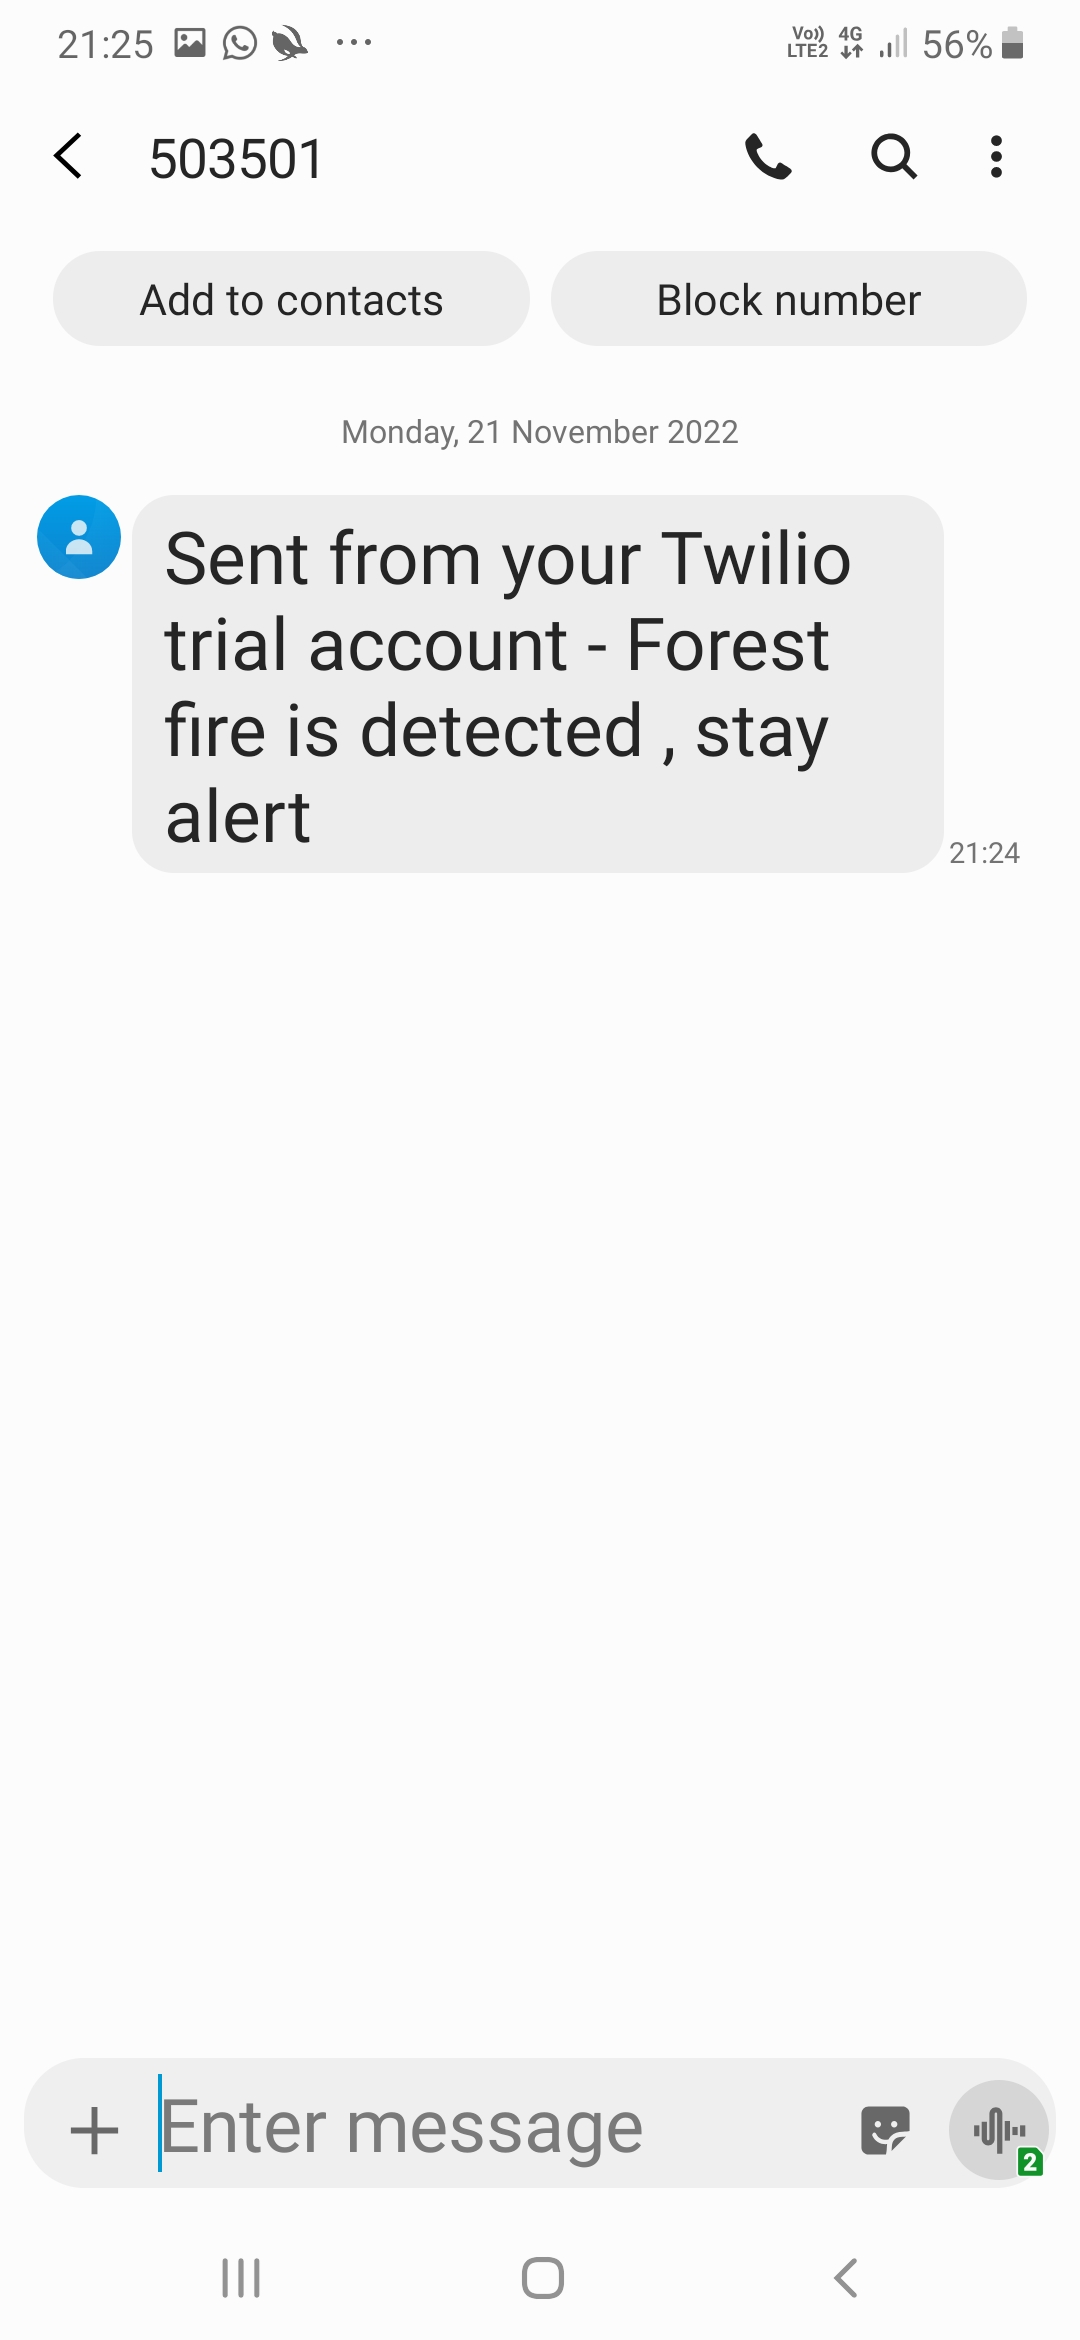 21:25
Vo)) LTE2 4G 56%
503501
Add to contacts
Block number
Monday, 21 November 2022
Sent from your Twilio
trial account - Forest
fire is detected , stay
alert
21:24
Enter message
2